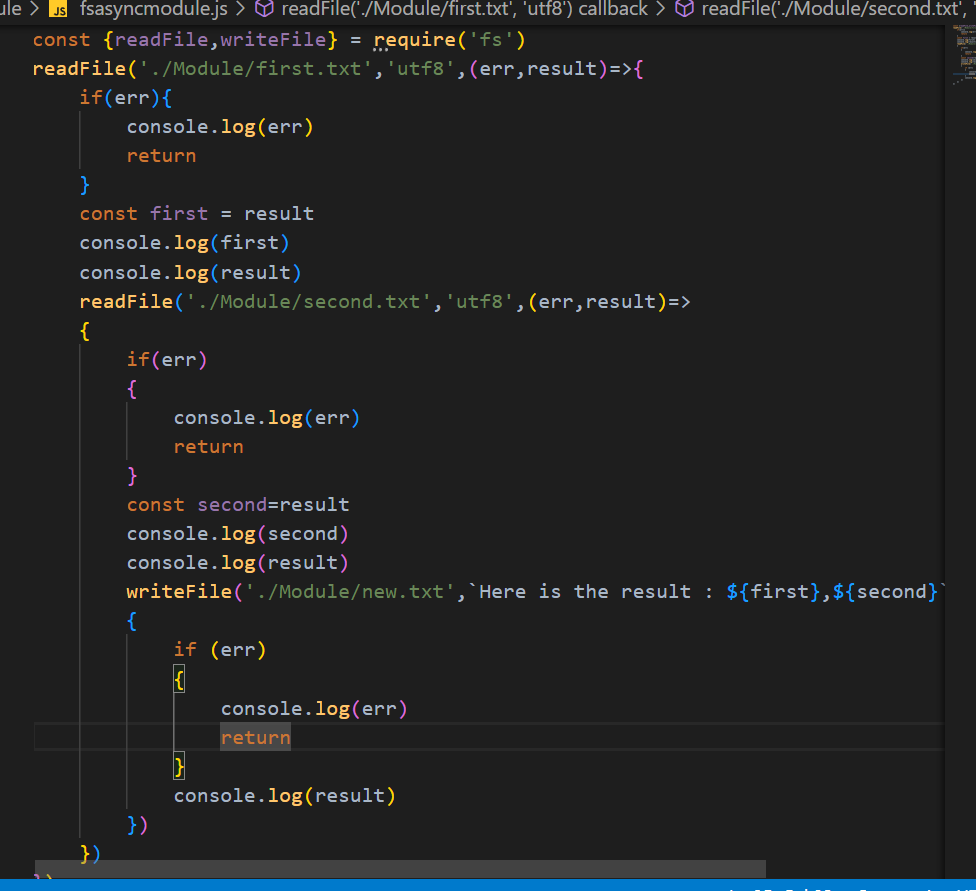 ule > JS fsasyncmodule.js > readFile('./Module/first.txt', 'utf8') callback > readFile('./Module/second.txt',
const {readFile,writeFile} = require('fs')
readFile('./Module/first.txt','utf8',(err,result)=>{
    if(err){
        console.log(err)
        return
    }
    const first = result
    console.log(first)
    console.log(result)
    readFile('./Module/second.txt','utf8',(err,result)=>
    {
        if(err)
        {
            console.log(err)
            return
        }
        const second=result
        console.log(second)
        console.log(result)
        writeFile('./Module/new.txt',`Here is the result : ${first},${second}`
        {
            if (err)
            {
                console.log(err)
                return
            }
            console.log(result)
        })
    })